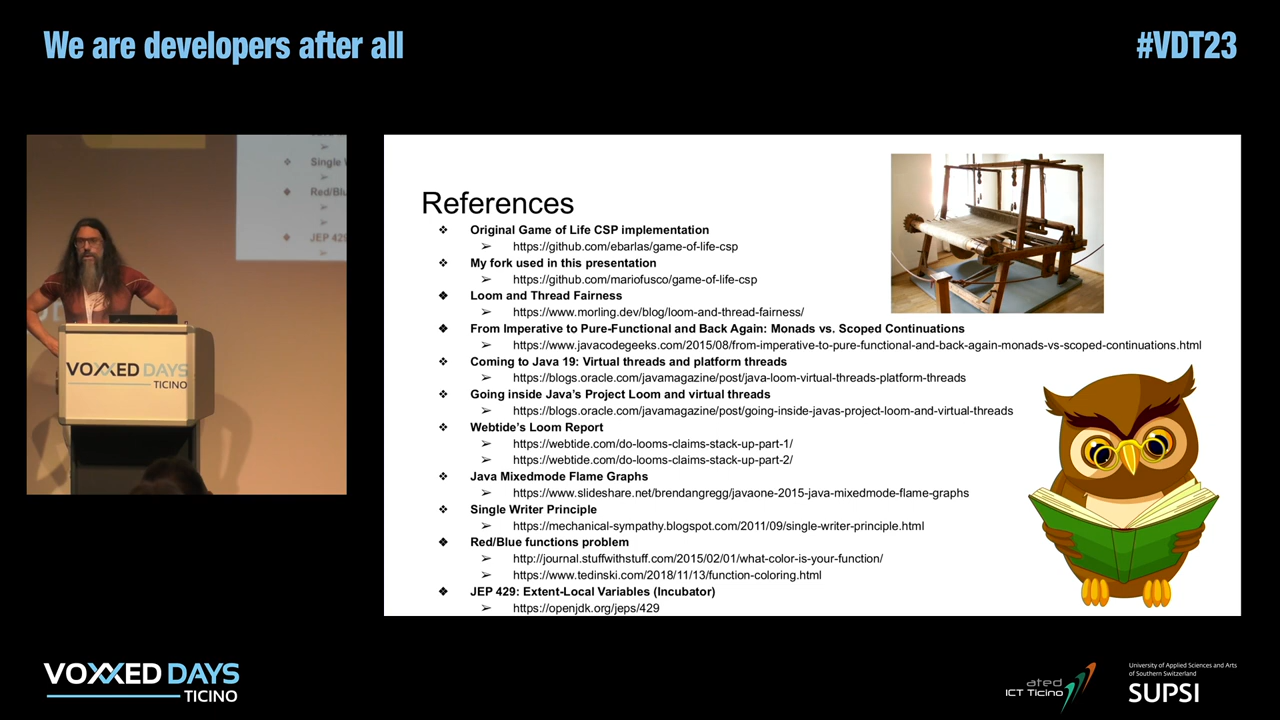 We are developers after all
#VDT23
Single
Red/Blu
JEP 429
VOXXED DAYS
TICINO
References
❖ Original Game of Life CSP implementation
➢ https://github.com/ebarlas/game-of-life-csp
❖ My fork used in this presentation
➢ https://github.com/mariofusco/game-of-life-csp
❖ Loom and Thread Fairness
➢ https://www.morling.dev/blog/loom-and-thread-fairness/
❖ From Imperative to Pure-Functional and Back Again: Monads vs. Scoped Continuations
➢ https://www.javacodegeeks.com/2015/08/from-imperative-to-pure-functional-and-back-again-monads-vs-scoped-continuations.html
❖ Coming to Java 19: Virtual threads and platform threads
➢ https://blogs.oracle.com/javamagazine/post/java-loom-virtual-threads-platform-threads
❖ Going inside Java's Project Loom and virtual threads
➢ https://blogs.oracle.com/javamagazine/post/going-inside-javas-project-loom-and-virtual-threads
❖ Webtide's Loom Report
➢ https://webtide.com/do-looms-claims-stack-up-part-1/
➢ https://webtide.com/do-looms-claims-stack-up-part-2/
❖ Java Mixedmode Flame Graphs
➢ https://www.slideshare.net/brendangregg/javaone-2015-java-mixedmode-flame-graphs
❖ Single Writer Principle
➢ https://mechanical-sympathy.blogspot.com/2011/09/single-writer-principle.html
❖ Red/Blue functions problem
➢ http://journal.stuffwithstuff.com/2015/02/01/what-color-is-your-function/
➢ https://www.tedinski.com/2018/11/13/function-coloring.html
❖ JEP 429: Extent-Local Variables (Incubator)
➢ https://openjdk.org/jeps/429
VOXXED DAYS
TICINO
ated
ICT Ticino
University of Applied Sciences and Arts
of Southern Switzerland
SUPSI